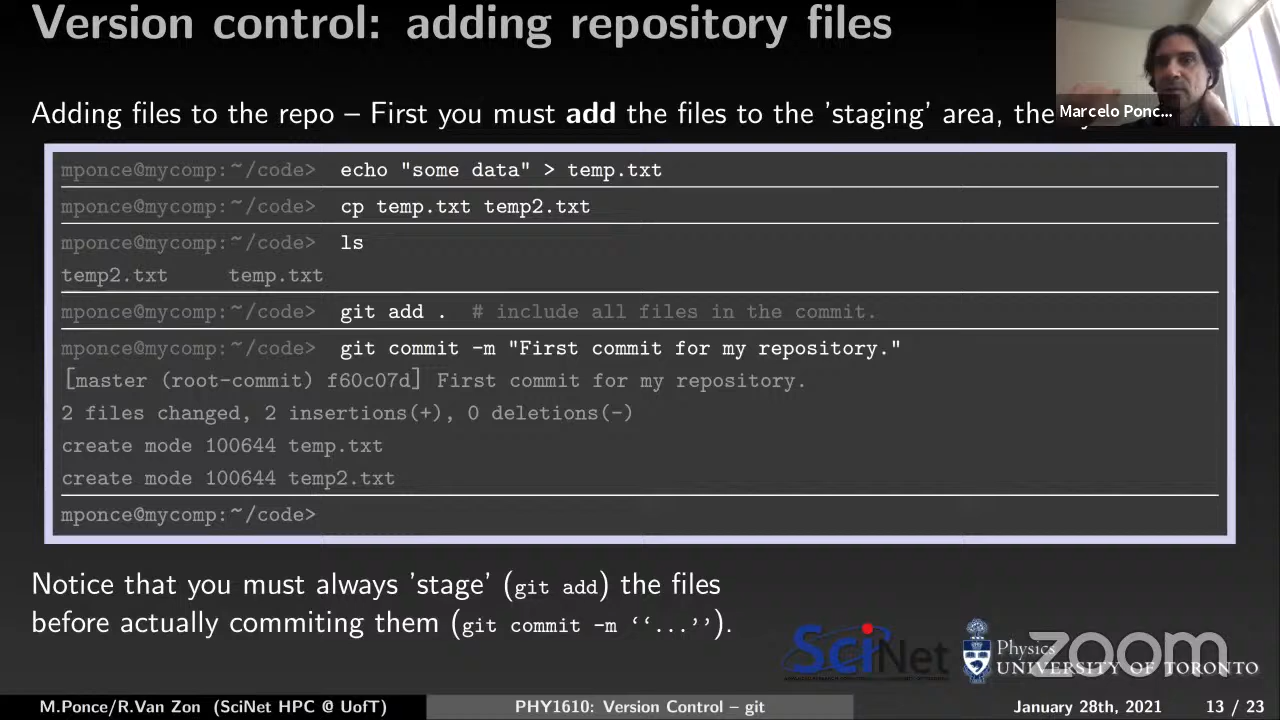 Version control: adding repository files
Marcelo Ponc...
Adding files to the repo – First you must add the files to the 'staging' area, the
mponce@mycomp:~/code> echo "some data" > temp.txt
mponce@mycomp:~/code> cp temp.txt temp2.txt
mponce@mycomp:~/code> ls
temp2.txt temp.txt
mponce@mycomp:~/code> git add . # include all files in the commit.
mponce@mycomp:~/code> git commit -m "First commit for my repository."
[master (root-commit) f60c07d] First commit for my repository.
2 files changed, 2 insertions(+), 0 deletions(-)
create mode 100644 temp.txt
create mode 100644 temp2.txt
mponce@mycomp:~/code>
Notice that you must always 'stage' (git add) the files
before actually commiting them (git commit -m ‘‘...’’).
SciNet
Physics
UNIVERSITY OF TORONTO
zoom
M.Ponce/R.Van Zon (SciNet HPC @ UofT) PHY1610: Version Control – git January 28th, 2021 13 / 23